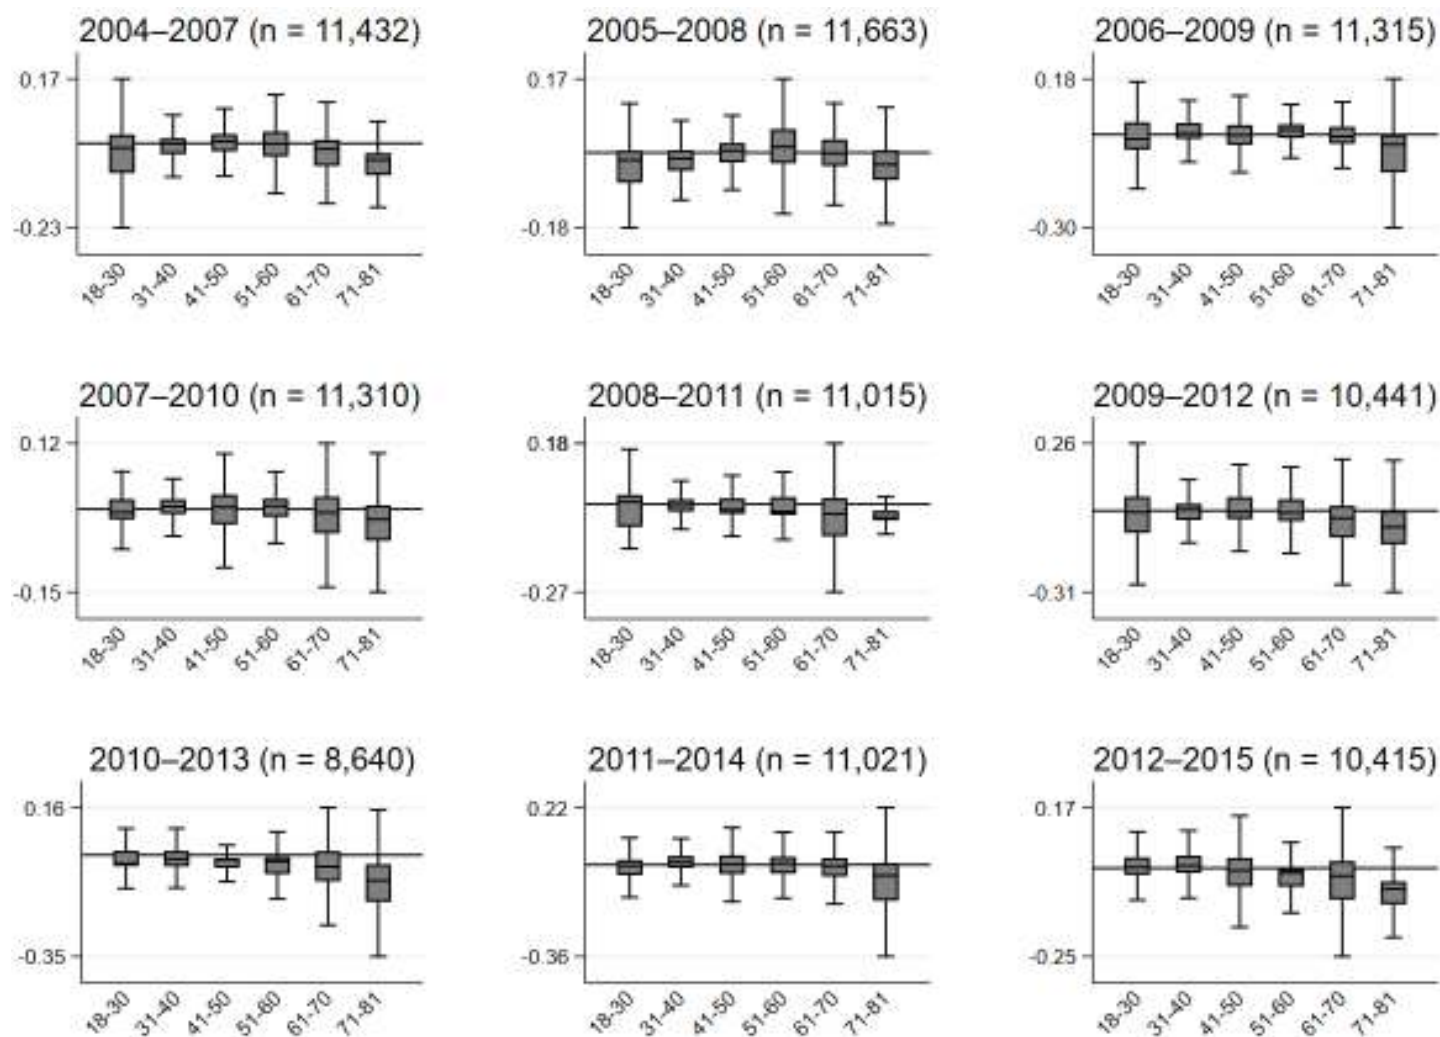 2004–2007 (n = 11,432)
0.17
-0.23
18-30 31-40 41-50 51-60 61-70 71-81
2005–2008 (n = 11,663)
0.17
-0.18
18-30 31-40 41-50 51-60 61-70 71-81
2006–2009 (n = 11,315)
0.18
-0.30
18-30 31-40 41-50 51-60 61-70 71-81
2007–2010 (n = 11,310)
0.12
-0.15
18-30 31-40 41-50 51-60 61-70 71-81
2008–2011 (n = 11,015)
0.18
-0.27
18-30 31-40 41-50 51-60 61-70 71-81
2009–2012 (n = 10,441)
0.26
-0.31
18-30 31-40 41-50 51-60 61-70 71-81
2010–2013 (n = 8,640)
0.16
-0.35
18-30 31-40 41-50 51-60 61-70 71-81
2011–2014 (n = 11,021)
0.22
-0.36
18-30 31-40 41-50 51-60 61-70 71-81
2012–2015 (n = 10,415)
0.17
-0.25
18-30 31-40 41-50 51-60 61-70 71-81